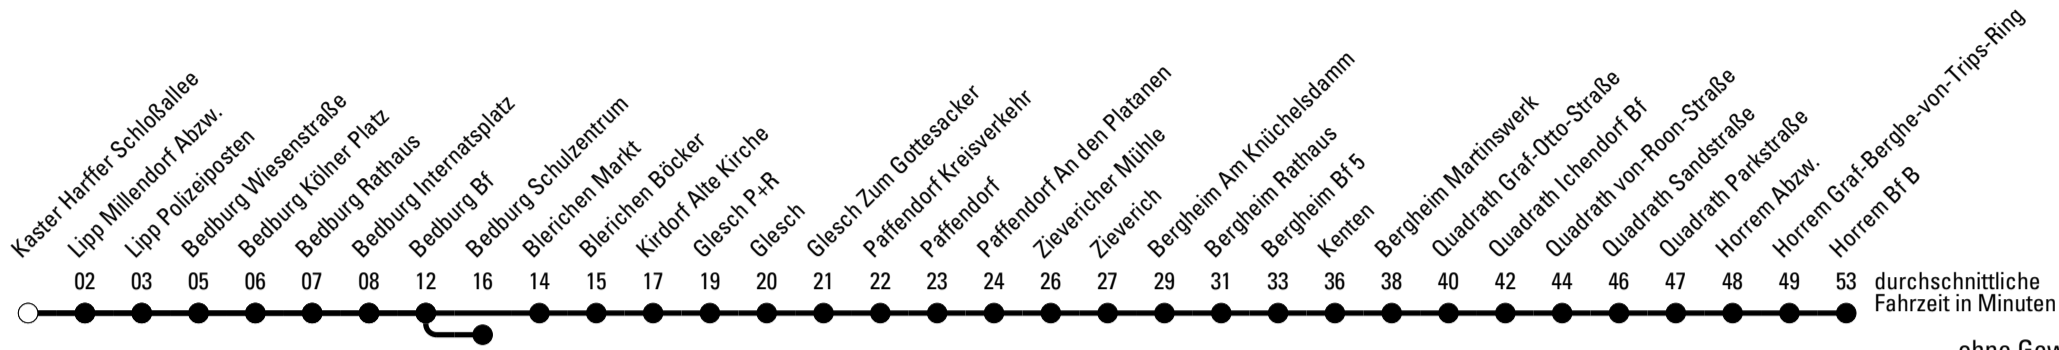 Kaster Harffer Schloßallee
Lipp Millendorf Abzw.
Lipp Polizeiposten
Bedburg Wiesenstraße
Bedburg Kölner Platz
Bedburg Rathaus
Bedburg Internatsplatz
Bedburg Bf
Bedburg Schulzentrum
Blerichen Markt
Blerichen Böcker
Kirdorf Alte Kirche
Glesch P+R
Glesch
Glesch Zum Gottesacker
Paffendorf Kreisverkehr
Paffendorf
Paffendorf An den Platanen
Zievericher Mühle
Zieverich
Bergheim Am Knüchelsdamm
Bergheim Rathaus
Bergheim Bf 5
Kenten
Bergheim Martinswerk
Quadrath Graf-Otto-Straße
Quadrath Ichendorf Bf
Quadrath von-Roon-Straße
Quadrath Sandstraße
Quadrath Parkstraße
Horrem Abzw.
Horrem Graf-Berghe-von-Trips-Ring
Horrem Bf B
02 03 05 06 07 08 12 16 14 15 17 19 20 21 22 23 24 26 27 29 31 33 36 38 40 42 44 46 47 48 49 53 durchschnittliche
Fahrzeit in Minuten
ohne